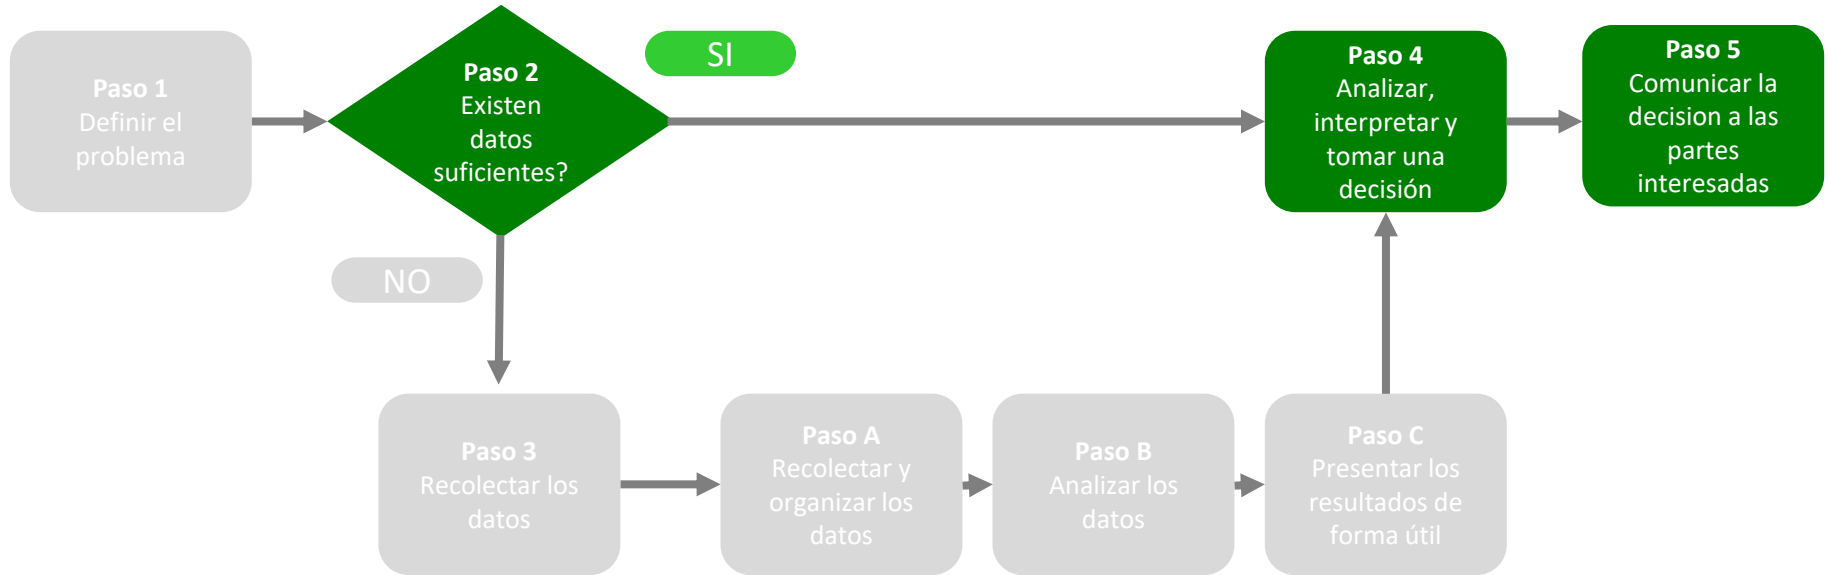 Paso 1
Definir el
problema
Paso 2
Existen
datos
suficientes?
SI
NO
Paso 4
Analizar,
interpretar y
tomar una
decisión
Paso 5
Comunicar la
decision a las
partes
interesadas
Paso 3
Recolectar los
datos
Paso A
Recolectar y
organizar los
datos
Paso B
Analizar los
datos
Paso C
Presentar los
resultados de
forma útil